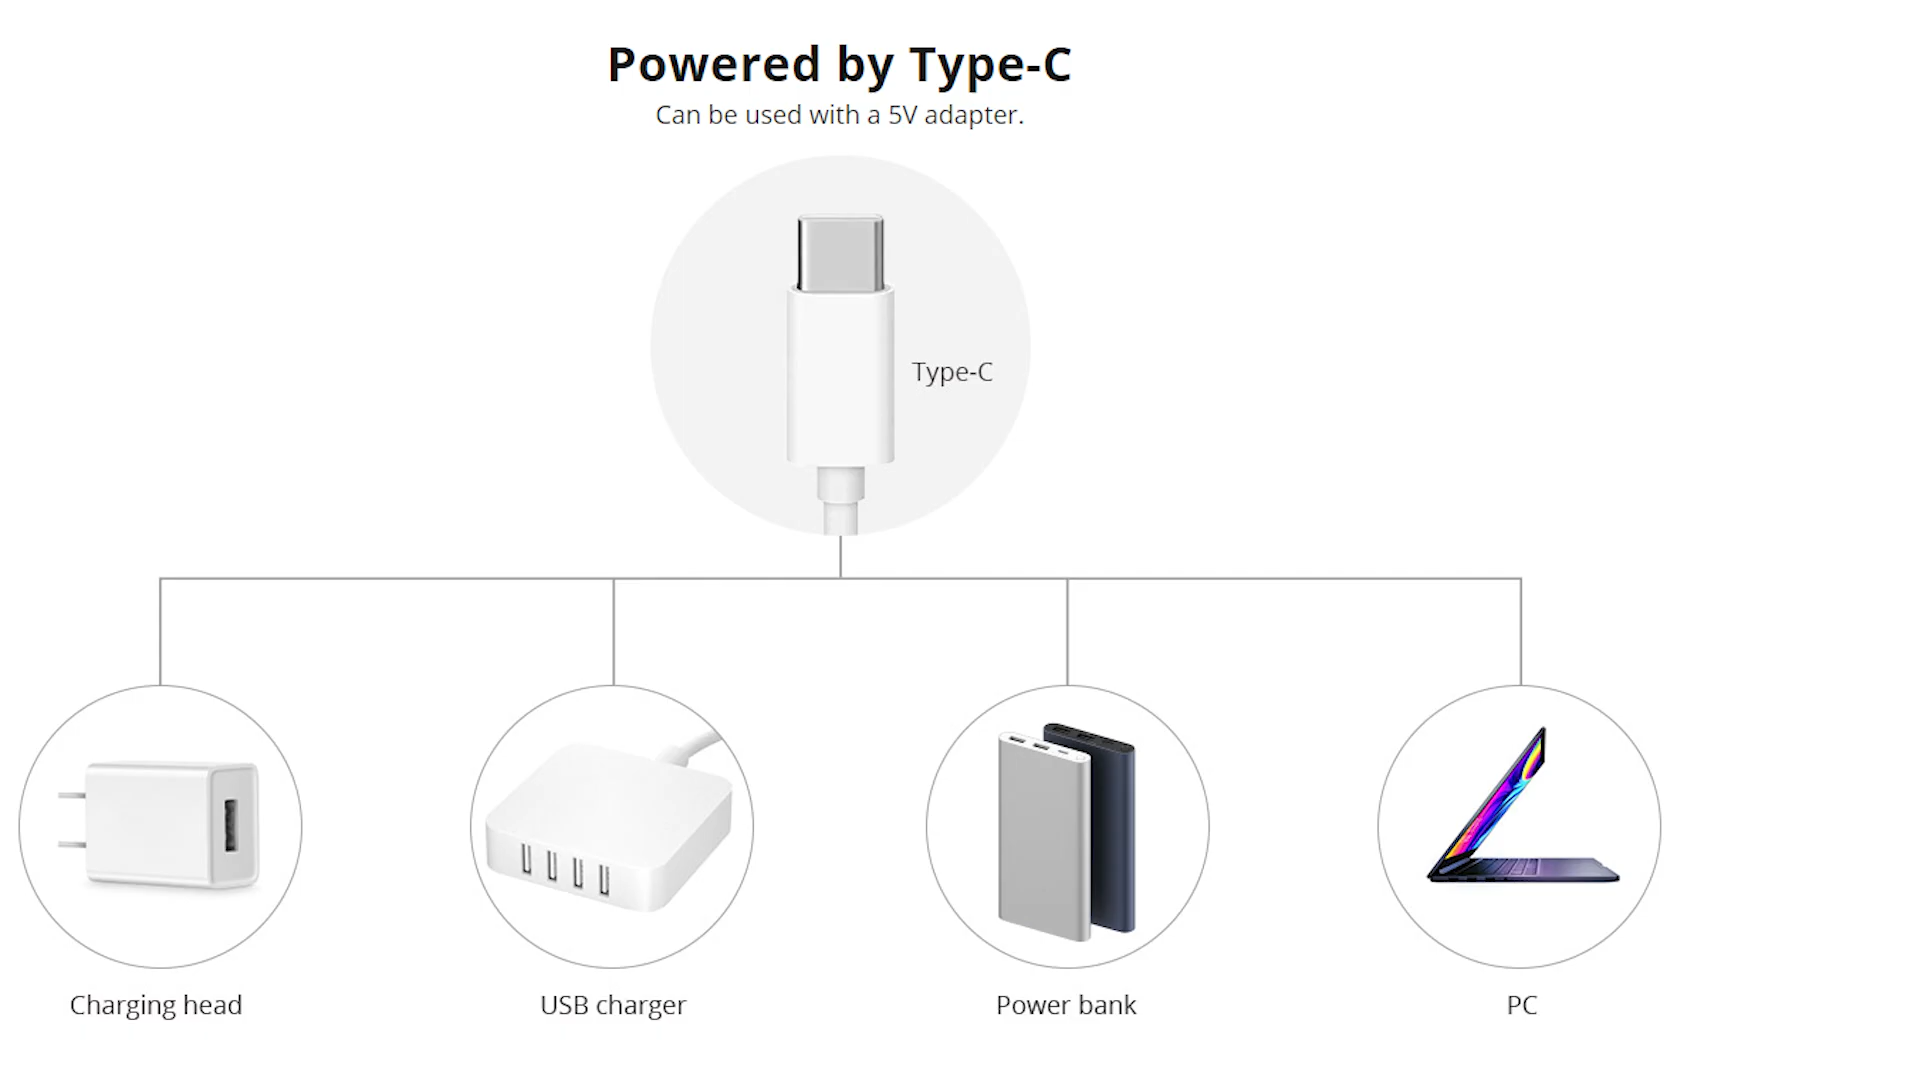 Powered by Type-C
Can be used with a 5V adapter.
Type-C
Charging head
USB charger
Power bank
PC